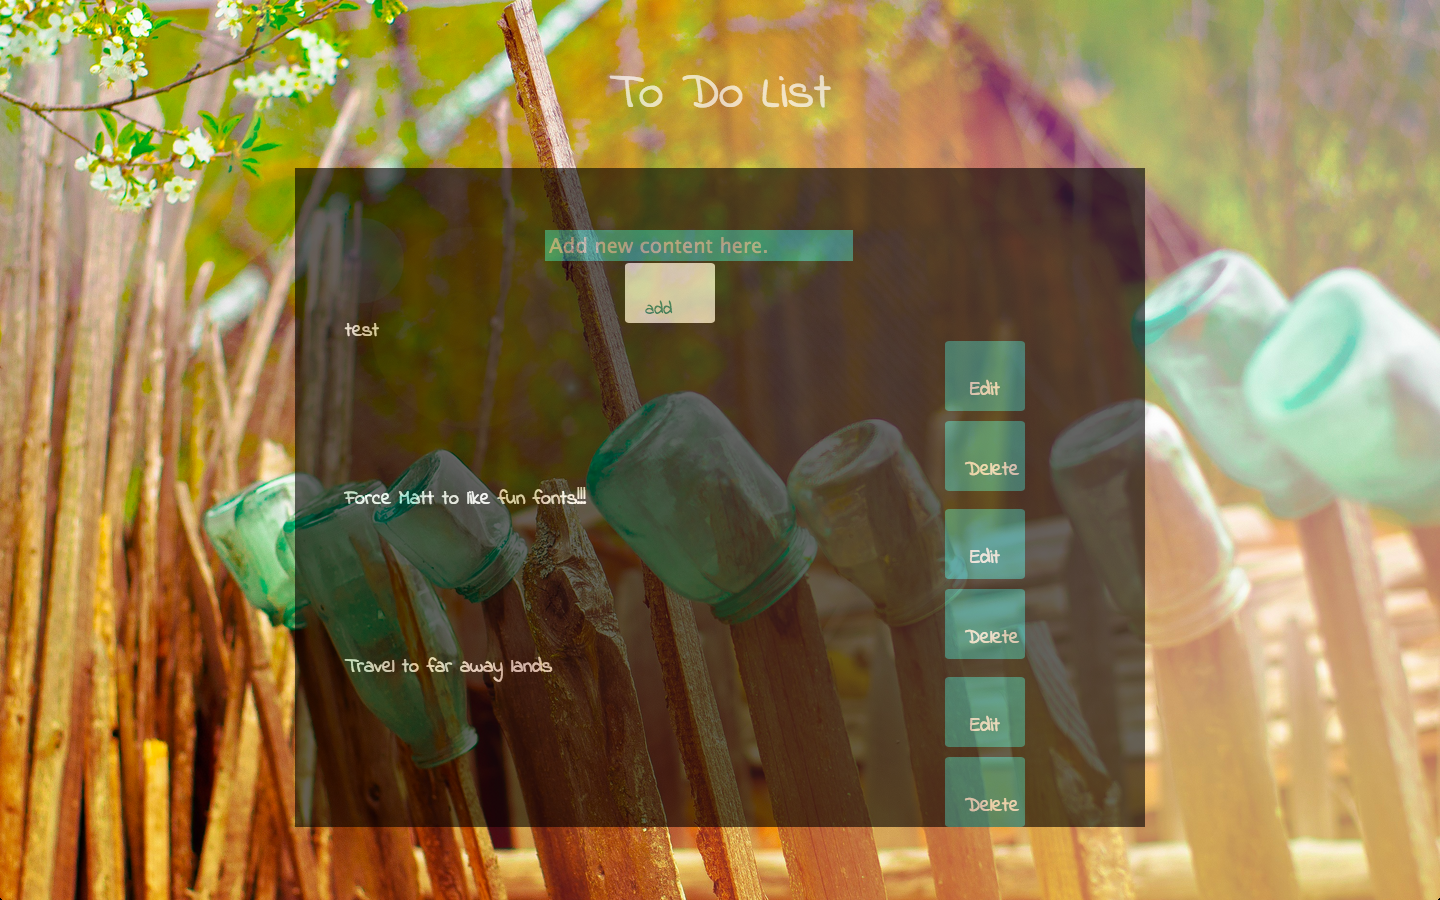 To Do List
Add new content here.
add
test
Edit
Delete
Force Matt to like fun fonts!!!
Edit
Delete
Travel to far away lands
Edit
Delete